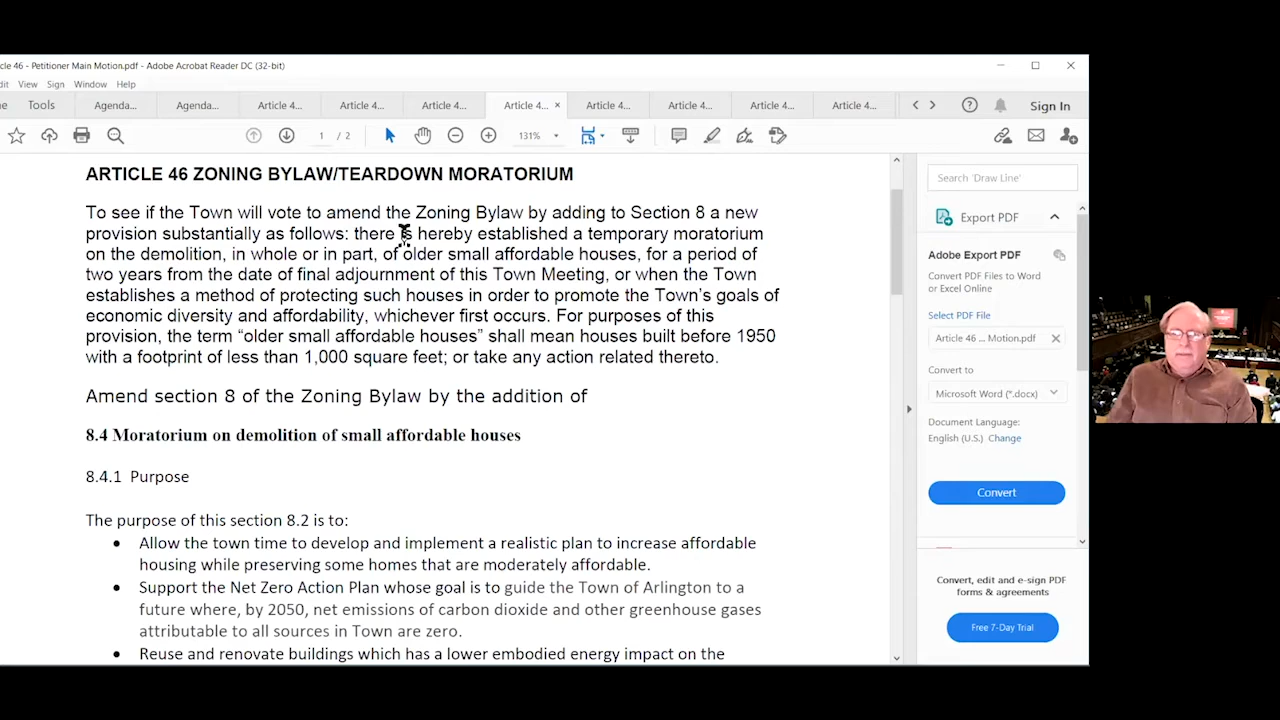 cle 46 - Petitioner Main Motion.pdf - Adobe Acrobat Reader DC (32-bit)
dit View Sign Window Help
e Tools Agenda... Agenda... Article 4... Article 4... Article 4... Article 4... × Article 4... Article 4... Article 4... Article 4... Sign In
1 / 2 131%
ARTICLE 46 ZONING BYLAW/TEARDOWN MORATORIUM
To see if the Town will vote to amend the Zoning Bylaw by adding to Section 8 a new
provision substantially as follows: there is hereby established a temporary moratorium
on the demolition, in whole or in part, of older small affordable houses, for a period of
two years from the date of final adjournment of this Town Meeting, or when the Town
establishes a method of protecting such houses in order to promote the Town's goals of
economic diversity and affordability, whichever first occurs. For purposes of this
provision, the term “older small affordable houses” shall mean houses built before 1950
with a footprint of less than 1,000 square feet; or take any action related thereto.
Amend section 8 of the Zoning Bylaw by the addition of
8.4 Moratorium on demolition of small affordable houses
8.4.1 Purpose
The purpose of this section 8.2 is to:
• Allow the town time to develop and implement a realistic plan to increase affordable
housing while preserving some homes that are moderately affordable.
• Support the Net Zero Action Plan whose goal is to guide the Town of Arlington to a
future where, by 2050, net emissions of carbon dioxide and other greenhouse gases
attributable to all sources in Town are zero.
• Reuse and renovate buildings which has a lower embodied energy impact on the
Search 'Draw Line'
Export PDF
Adobe Export PDF
Convert PDF Files to Word
or Excel Online
Select PDF File
Article 46 ... Motion.pdf ×
Convert to
Microsoft Word (*.docx)
Document Language:
English (U.S.) Change
Convert
Convert, edit and e-sign PDF
forms & agreements
Free 7-Day Trial